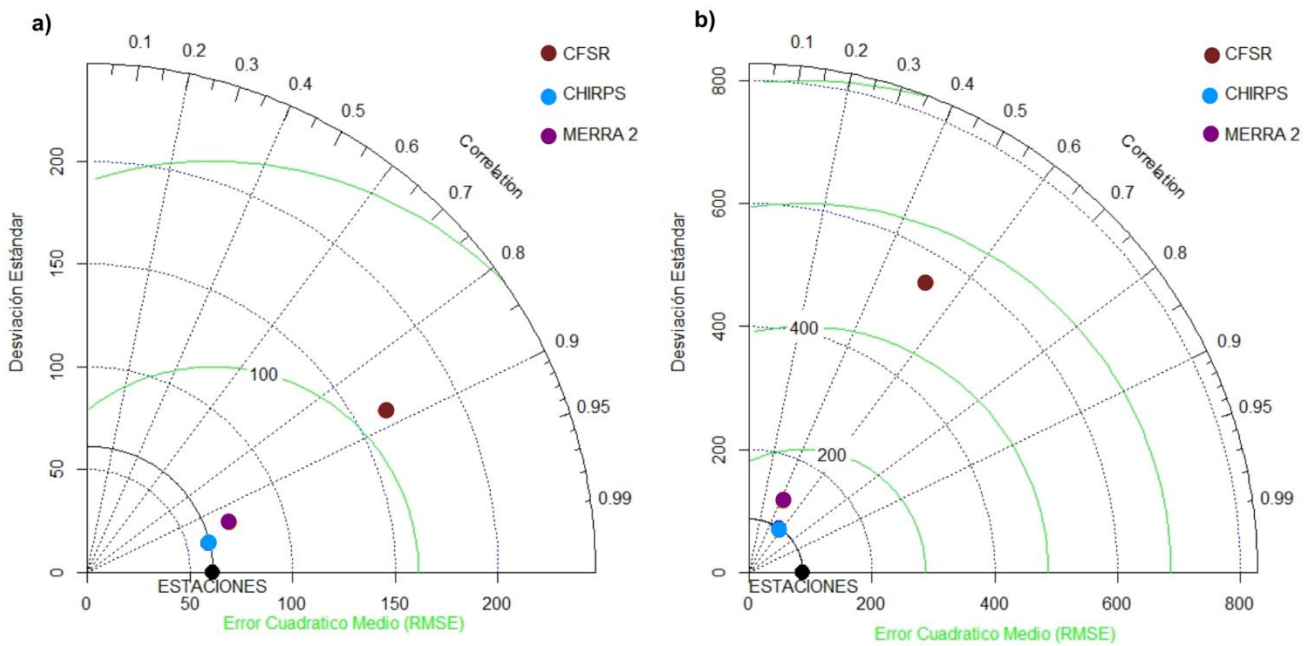 a)
CFSR
CHIRPS
MERRA 2
Correlation
0.1
0.2
0.3
0.4
0.5
0.6
0.7
0.8
0.9
0.95
0.99
Desviación Estándar
200
150
100
50
0
100
ESTACIONES
0
50
100
150
200
Error Cuadratico Medio (RMSE)
b)
CFSR
CHIRPS
MERRA 2
Correlation
0.1
0.2
0.3
0.4
0.5
0.6
0.7
0.8
0.9
0.95
0.99
Desviación Estándar
800
600
400
200
0
400
200
ESTACIONES
0
200
400
600
800
Error Cuadratico Medio (RMSE)